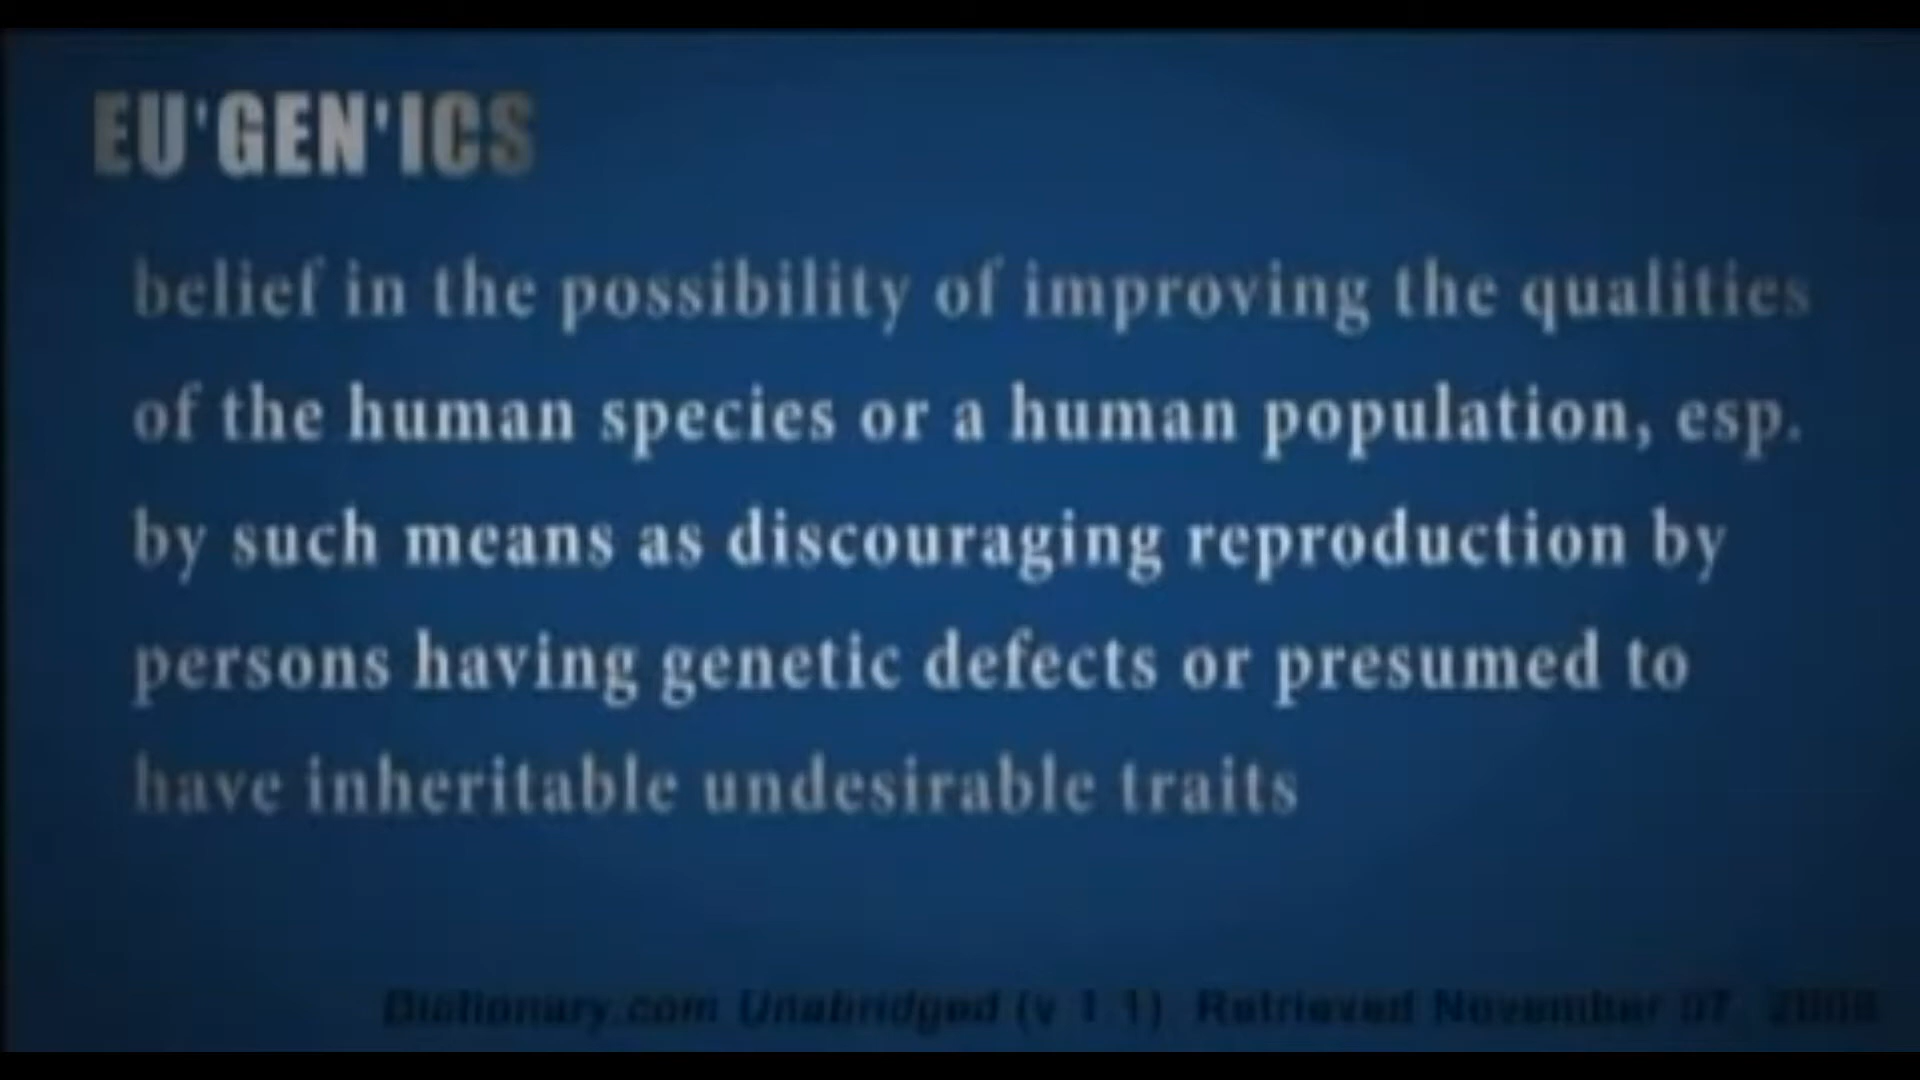 EU'GEN'ICS
belief in the possibility of improving the qualities
of the human species or a human population, esp.
by such means as discouraging reproduction by
persons having genetic defects or presumed to
have inheritable undesirable traits
Dictionary.com Unabridged (v 1.1) Retrieved November 07